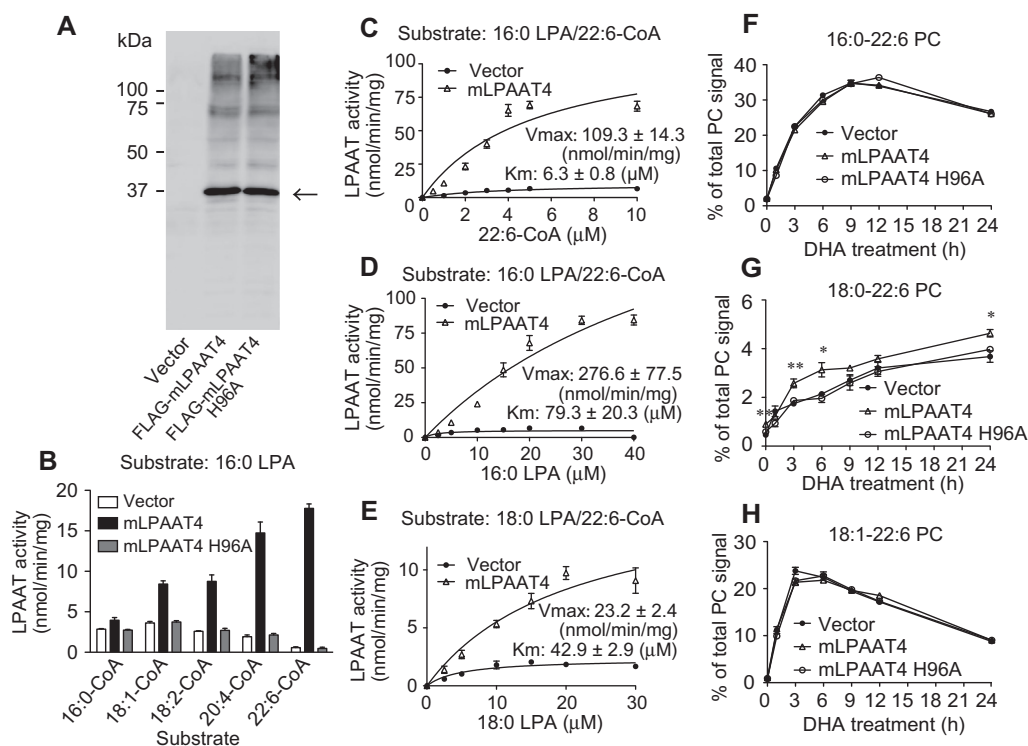 A
kDa
100
75
50
37
←
Vector
FLAG-mLPAAT4
FLAG-mLPAAT4
H96A
B
Substrate: 16:0 LPA
LPAAT activity
(nmol/min/mg)
20
15
10
5
0
Vector
mLPAAT4
mLPAAT4 H96A
16:0-CoA
18:1-CoA
18:2-CoA
20:4-CoA
22:6-CoA
Substrate
C
Substrate: 16:0 LPA/22:6-CoA
LPAAT activity
(nmol/min/mg)
100
75
50
25
0
Vector
mLPAAT4
Vmax: 109.3 ± 14.3
(nmol/min/mg)
Km: 6.3 ± 0.8 (μM)
0 2 4 6 8 10
22:6-CoA (μM)
D
Substrate: 16:0 LPA/22:6-CoA
LPAAT activity
(nmol/min/mg)
100
75
50
25
0
Vector
mLPAAT4
Vmax: 276.6 ± 77.5
(nmol/min/mg)
Km: 79.3 ± 20.3 (μM)
0 10 20 30 40
16:0 LPA (μM)
E
Substrate: 18:0 LPA/22:6-CoA
LPAAT activity
(nmol/min/mg)
10
5
0
Vector
mLPAAT4
Vmax: 23.2 ± 2.4
(nmol/min/mg)
Km: 42.9 ± 2.9 (μM)
0 10 20 30
18:0 LPA (μM)
F
16:0-22:6 PC
% of total PC signal
40
30
20
10
0
Vector
mLPAAT4
mLPAAT4 H96A
0 3 6 9 12 15 18 21 24
DHA treatment (h)
G
18:0-22:6 PC
% of total PC signal
6
4
2
0
**
**
*
*
Vector
mLPAAT4
mLPAAT4 H96A
0 3 6 9 12 15 18 21 24
DHA treatment (h)
H
18:1-22:6 PC
% of total PC signal
30
20
10
0
Vector
mLPAAT4
mLPAAT4 H96A
0 3 6 9 12 15 18 21 24
DHA treatment (h)